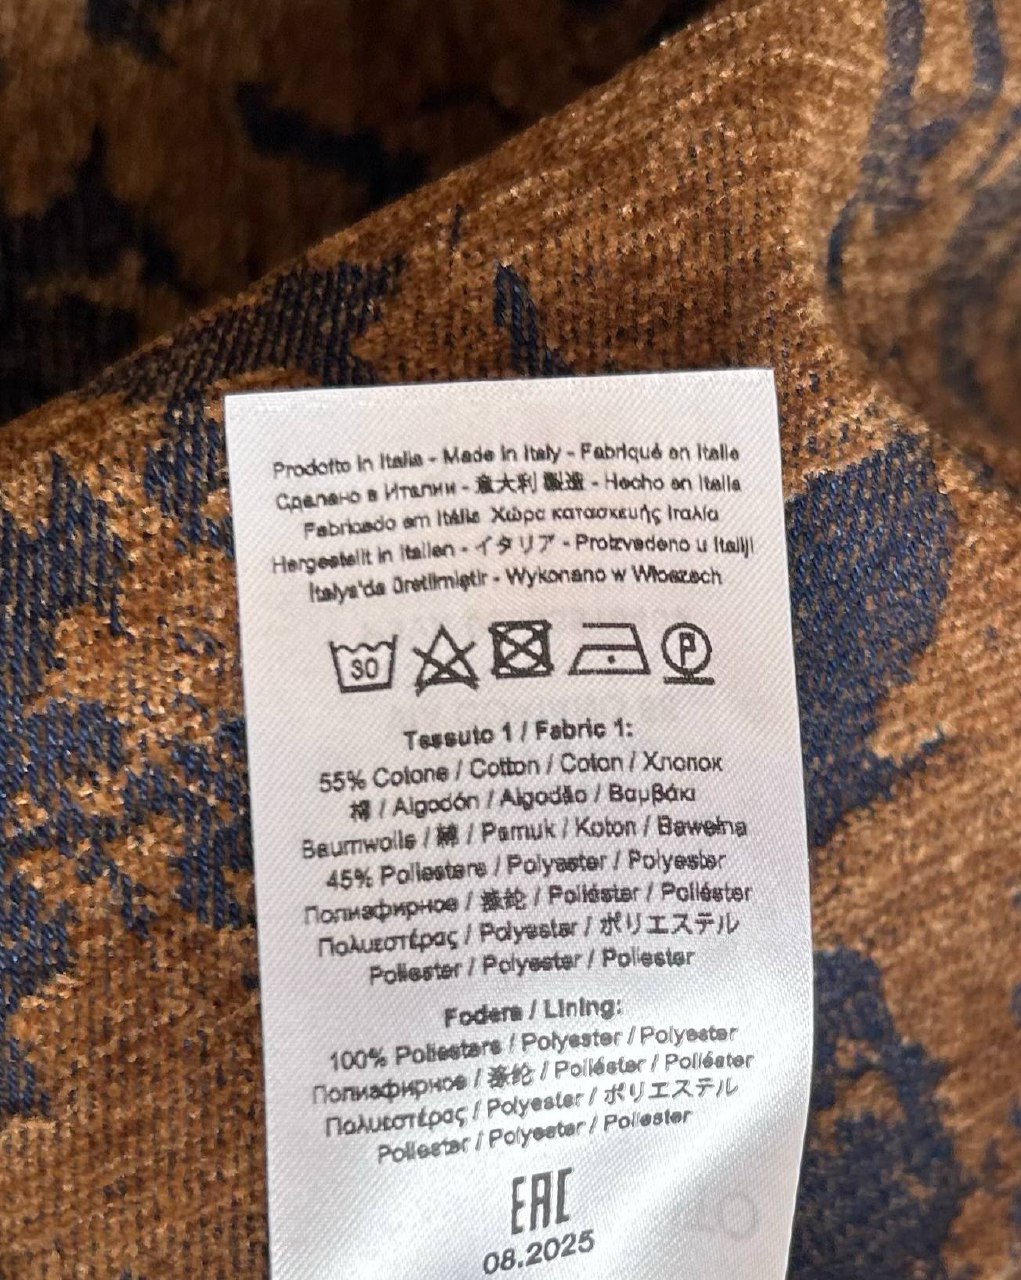 Prodotto in Italia - Made in Italy - Fabriqué en Italie
Сделано в Италии - 意大利 製造 - Hecho en Italia
Fabricado em Itália Χώρα κατασκευής Ιταλία
Hergestellt in Italien - イタリア - Proizvedeno u Italiji
İtalya'da üretilmiştir - Wykonano w Włoszech
30
P
Tessuto 1 / Fabric 1:
55% Cotone / Cotton / Coton / Хлопок
棉 / Algodón / Algodão / Βαμβάκι
Baumwolle / 綿 / Pamuk / Koton / Bawełna
45% Poliestere / Polyester / Polyester
Полиэфирное / 涤纶 / Poliéster / Poliéster
Πολυεστέρας / Polyester / ポリエステル
Poliester / Polyester / Poliester
Fodera / Lining:
100% Poliestere / Polyester / Polyester
Полиэфирное / 涤纶 / Poliéster / Poliéster
Πολυεστέρας / Polyester / ポリエステル
Poliester / Polyester / Poliester
EAC
08.2025